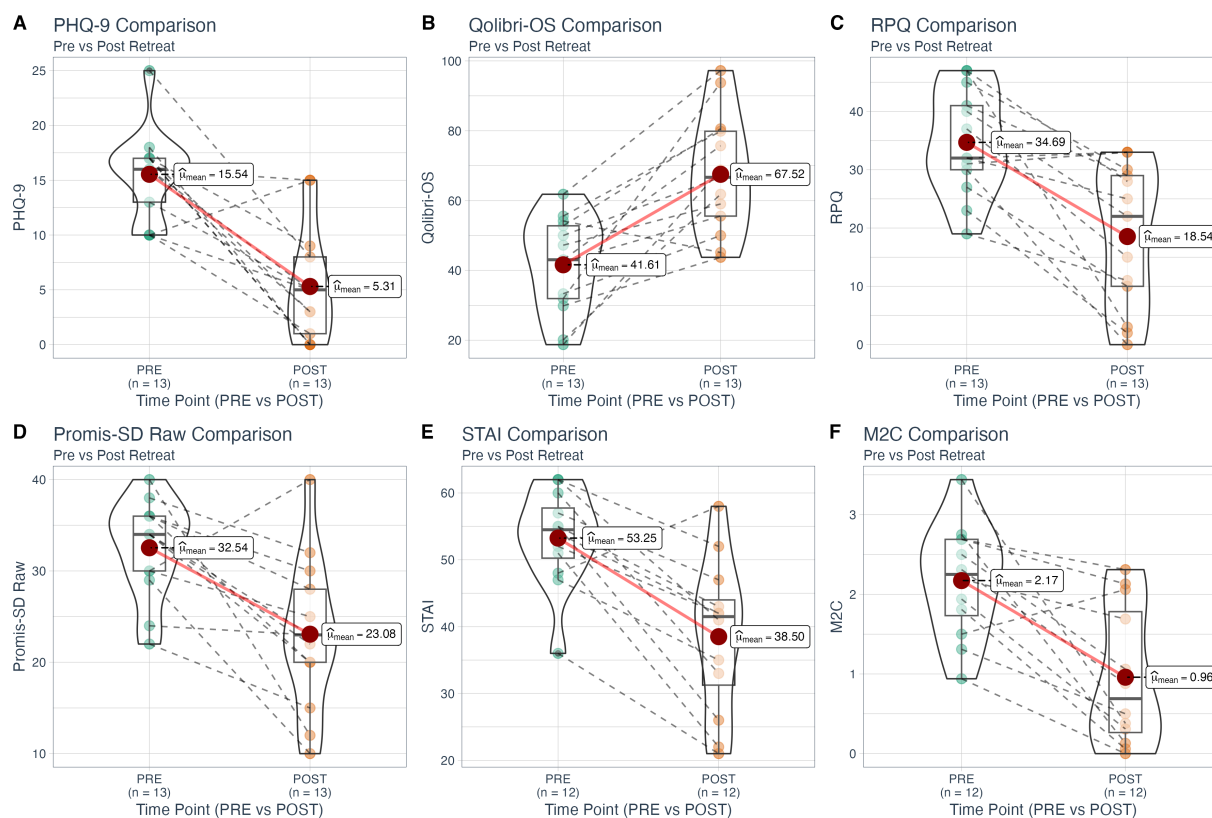 A PHQ-9 Comparison
Pre vs Post Retreat
25
20
15
10
5
0
PHQ-9
μ̂mean = 15.54
μ̂mean = 5.31
PRE
(n = 13)
POST
(n = 13)
Time Point (PRE vs POST)
B Qolibri-OS Comparison
Pre vs Post Retreat
100
80
60
40
20
Qolibri-OS
μ̂mean = 41.61
μ̂mean = 67.52
PRE
(n = 13)
POST
(n = 13)
Time Point (PRE vs POST)
C RPQ Comparison
Pre vs Post Retreat
40
30
20
10
0
RPQ
μ̂mean = 34.69
μ̂mean = 18.54
PRE
(n = 13)
POST
(n = 13)
Time Point (PRE vs POST)
D Promis-SD Raw Comparison
Pre vs Post Retreat
40
30
20
10
Promis-SD Raw
μ̂mean = 32.54
μ̂mean = 23.08
PRE
(n = 13)
POST
(n = 13)
Time Point (PRE vs POST)
E STAI Comparison
Pre vs Post Retreat
60
50
40
30
20
STAI
μ̂mean = 53.25
μ̂mean = 38.50
PRE
(n = 12)
POST
(n = 12)
Time Point (PRE vs POST)
F M2C Comparison
Pre vs Post Retreat
3
2
1
0
M2C
μ̂mean = 2.17
μ̂mean = 0.96
PRE
(n = 12)
POST
(n = 12)
Time Point (PRE vs POST)